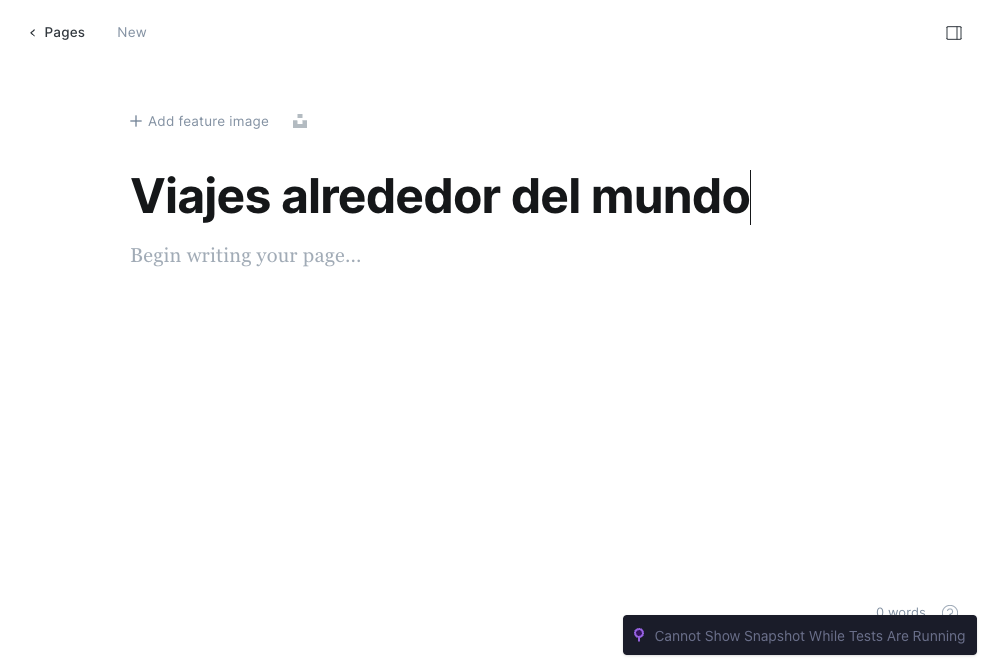 Pages New
Add feature image
Viajes alrededor del mundo
Begin writing your page...
0 words ?
Cannot Show Snapshot While Tests Are Running